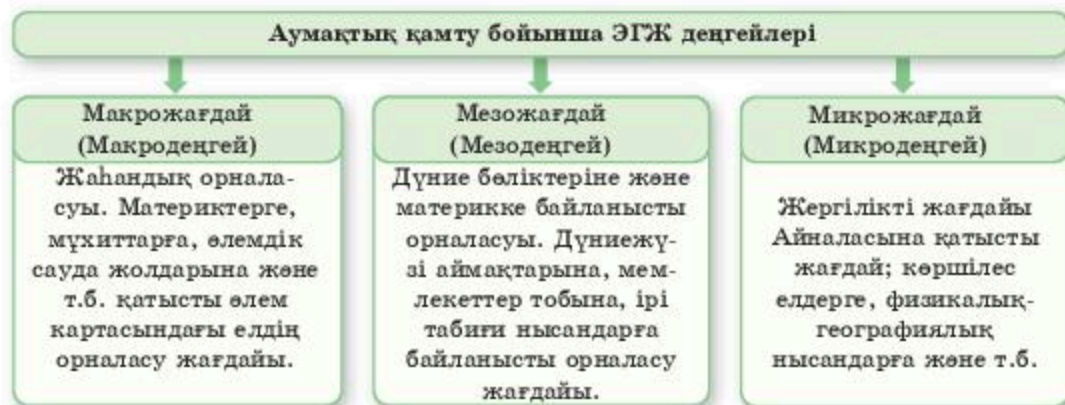 Аумақтық қамту бойынша ЭГЖ деңгейлері
Макрожағдай
(Макродеңгей)
Жаһандық орнала-
суы. Материктерге,
мұхиттарға, әлемдік
сауда жолдарына және
т.б. қатысты әлем
картасындағы елдің
орналасу жағдайы.
Мезожағдай
(Мезодеңгей)
Дүние бөліктеріне және
материкке байланысты
орналасуы. Дүниежү-
зі аймақтарына, мем-
лекеттер тобына, ірі
табиғи нысандарға
байланысты орналасу
жағдайы.
Микрожағдай
(Микродеңгей)
Жергілікті жағдайы
Айналасына қатысты
жағдай; көршілес
елдерге, физикалық-
географиялық
нысандарға және т.б.